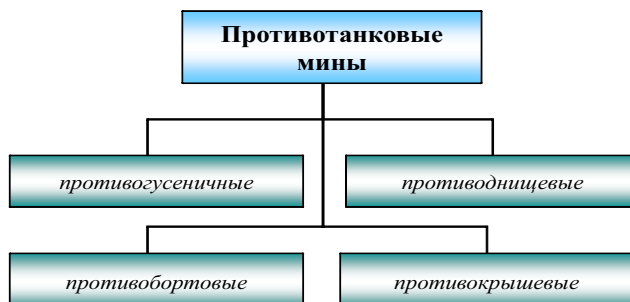 Противотанковые
мины
противогусеничные
противоднищевые
противобортовые
противокрышевые